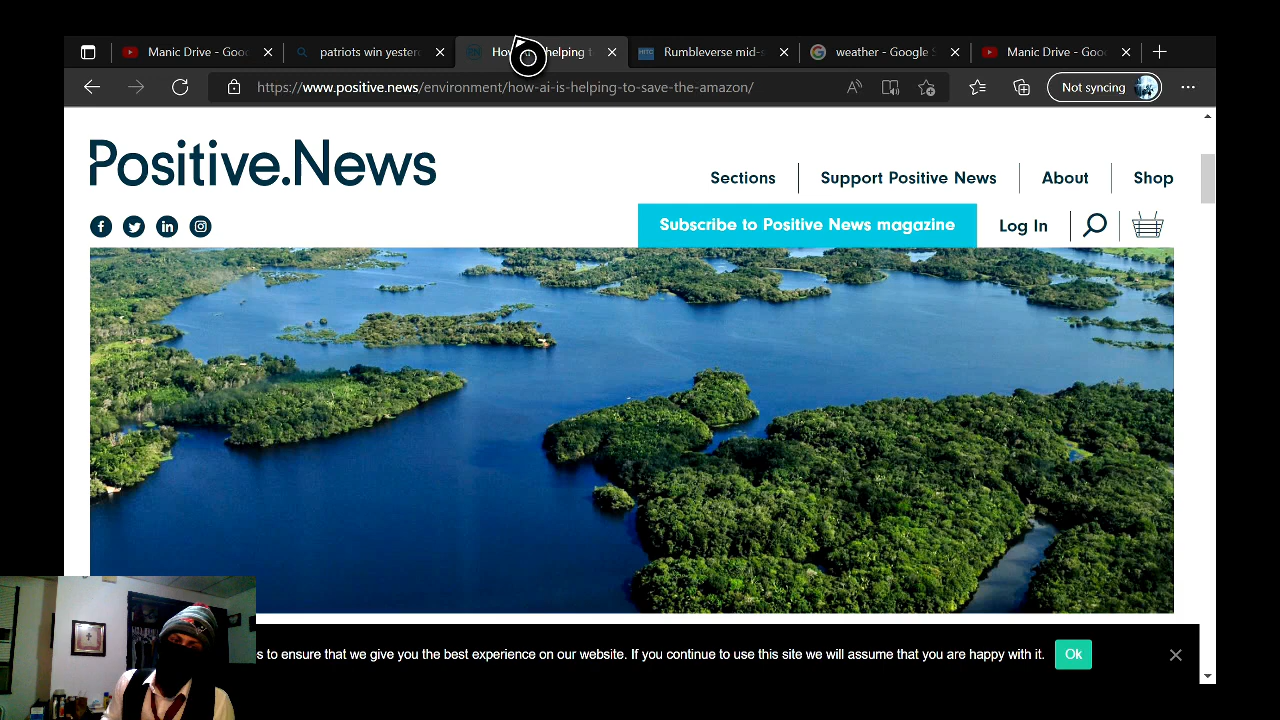 Manic Drive - Goo
patriots win yester
helping t
Rumbleverse mid-s
weather - Google S
Manic Drive - Goo
https://www.positive.news/environment/how-ai-is-helping-to-save-the-amazon/
Not syncing
Positive.News
Sections
Support Positive News
About
Shop
Subscribe to Positive News magazine
Log In
s to ensure that we give you the best experience on our website. If you continue to use this site we will assume that you are happy with it.
Ok